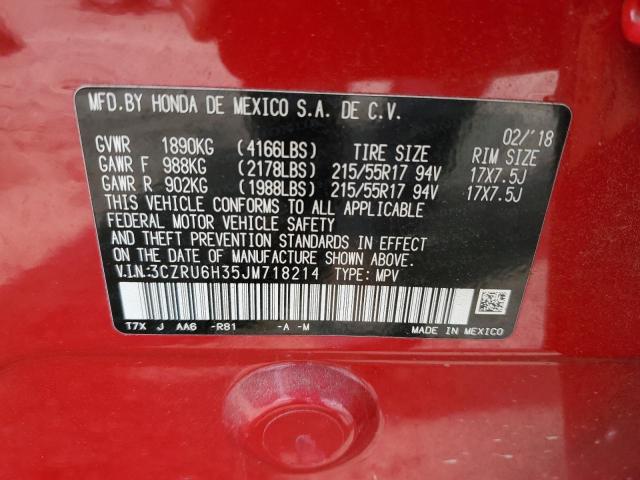 MFD.BY HONDA DE MEXICO S.A. DE C.V.
02/'18
GVWR 1890KG (4166LBS) TIRE SIZE RIM SIZE
GAWR F 988KG (2178LBS) 215/55R17 94V 17X7.5J
GAWR R 902KG (1988LBS) 215/55R17 94V 17X7.5J
THIS VEHICLE CONFORMS TO ALL APPLICABLE
FEDERAL MOTOR VEHICLE SAFETY
AND THEFT PREVENTION STANDARDS IN EFFECT
ON THE DATE OF MANUFACTURE SHOWN ABOVE.
V.I.N:3CZRU6H35JM718214 TYPE: MPV
T7X J AA6 -R81 -A -M
MADE IN MEXICO